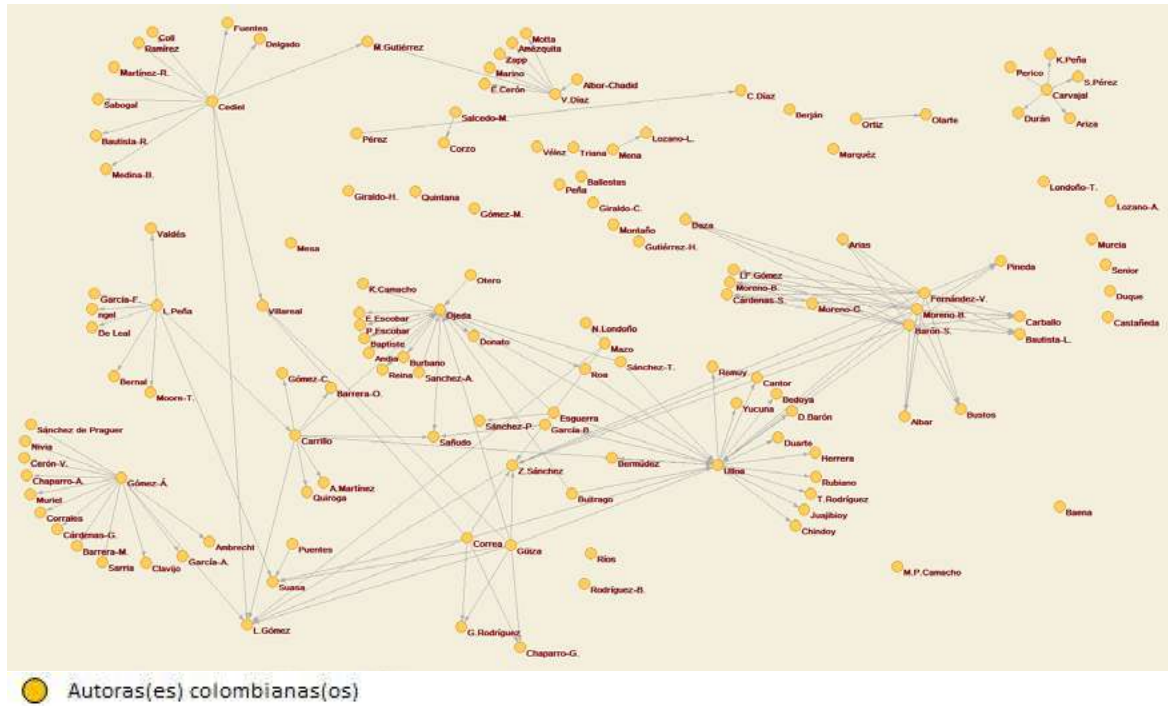 Coll
Fuentes
Ramírez
Delgado
M.Gutiérrez
Martínez-R.
Cediel
Sabogal
Bautista-R.
Medina-B.
Motta
Amézquita
Zapp
Marino
E.Cerón
Albor-Chadid
V.Díaz
C.Díaz
Salcedo-M.
Pérez
Corzo
Vélez
Triana
Mena
Lozano-L.
Berján
Ortiz
Olarte
Marquéz
K.Peña
Perico
S.Pérez
Carvajal
Durán
Ariza
Giraldo-H.
Quintana
Gómez-M.
Ballestas
Peña
Giraldo-C.
Montaño
Gutiérrez-H.
Daza
Arias
Londoño-T.
Lozano-A.
Murcia
Senior
Duque
Castañeda
Valdés
Mesa
García-F.
L.Peña
ngel
De Leal
Bernal
Moore-T.
Villareal
Otero
K.Camacho
E.Escobar
Ojeda
P.Escobar
Baptiste
Donato
Andia
Burbano
Reina
Sanchez-A.
N.Londoño
Mazo
Roa
Sánchez-T.
Pineda
Moreno-B.
Cárdenas-S.
Moreno-G.
Fernández-V.
Moreno-B.
Barón-S.
Carballo
Bautista-L.
Gómez-C.
Barrera-O.
Cantor
Yucuna
Bedoya
D.Barón
Albar
Bustos
Sánchez de Praguer
Nivia
Cerón-V.
Chaparro-A.
Gómez-Á.
Muriel
Corrales
Cárdenas-G.
Barrera-M.
Sarria
Clavijo
García-A.
Ambrecht
Carrillo
A.Martínez
Quiroga
Sánchez-P.
Esguerra
García-B.
Sañudo
Z.Sánchez
Bermúdez
Ulloa
Duarte
Herrera
Rubiano
T.Rodríguez
Juajibioy
Chindoy
Buitrago
Baena
Puentes
Correa
Güiza
Ríos
Suasa
Rodríguez-B.
M.P.Camacho
L.Gómez
G.Rodríguez
Chaparro-G.
Autoras(es) colombianas(os)